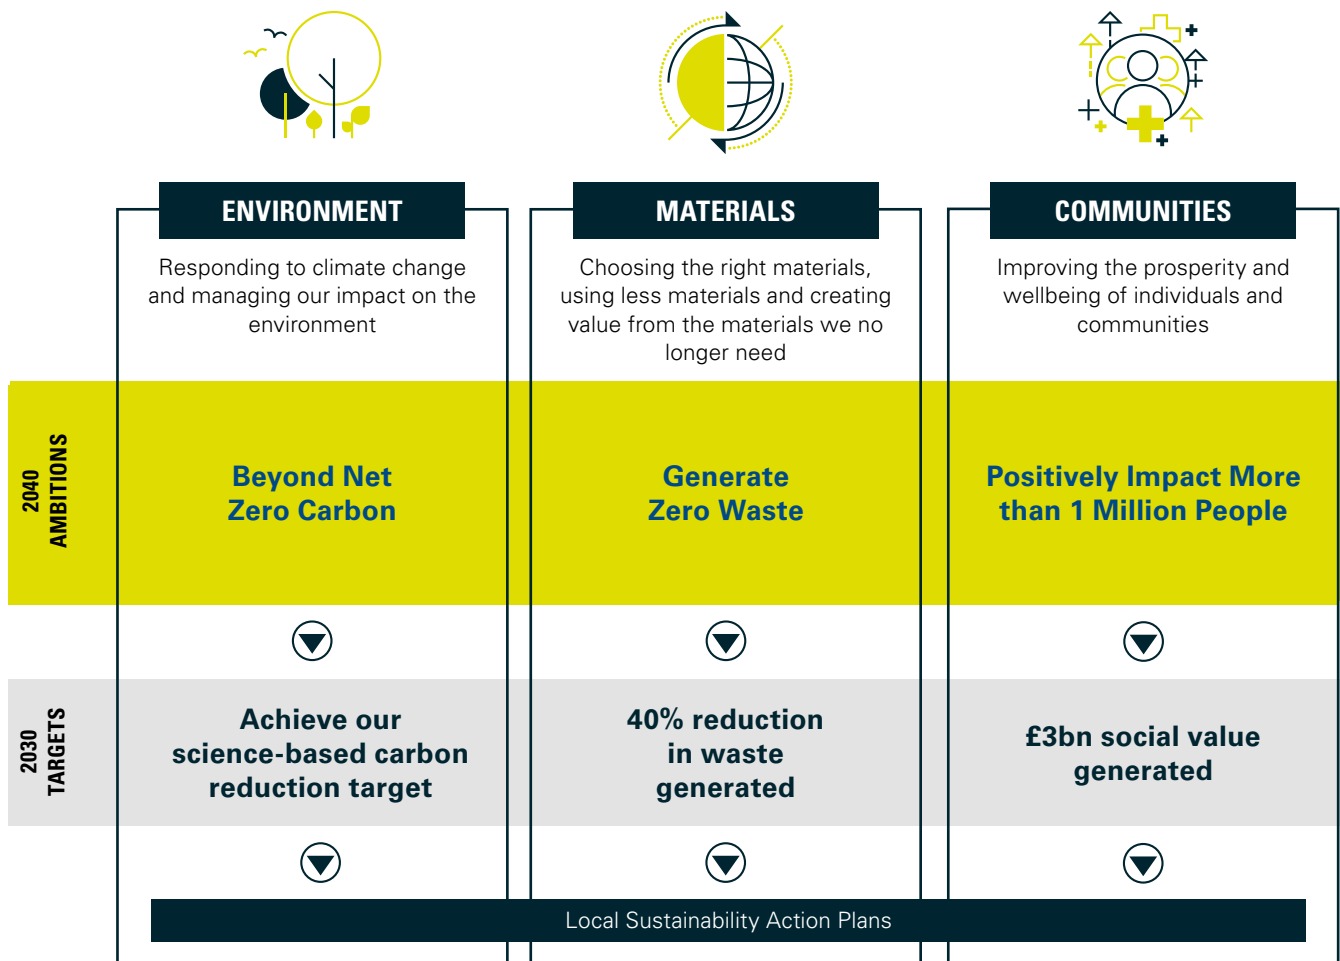 ENVIRONMENT
Responding to climate change
and managing our impact on the
environment
MATERIALS
Choosing the right materials,
using less materials and creating
value from the materials we no
longer need
COMMUNITIES
Improving the prosperity and
wellbeing of individuals and
communities
2040
AMBITIONS
Beyond Net
Zero Carbon
Generate
Zero Waste
Positively Impact More
than 1 Million People
2030
TARGETS
Achieve our
science-based carbon
reduction target
40% reduction
in waste
generated
£3bn social value
generated
Local Sustainability Action Plans